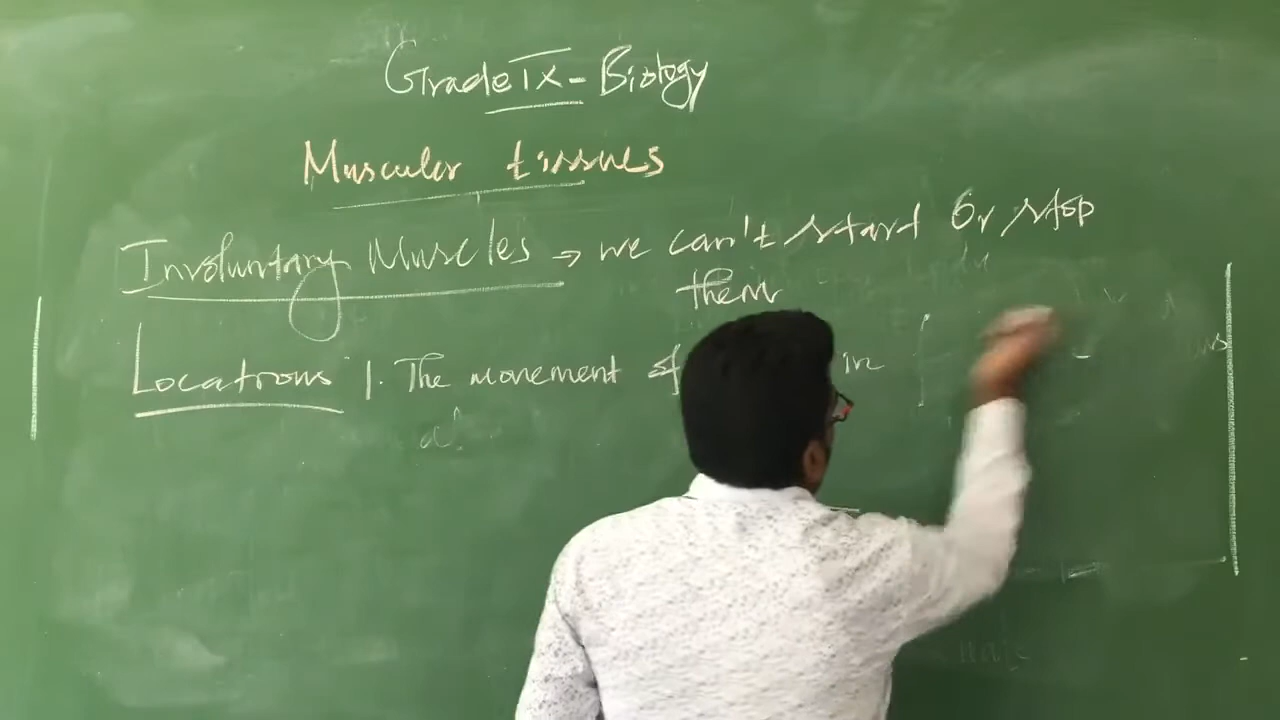 Grade IX - Biology
Muscular tissues
Involuntary Muscles → we can't start Or stop
them
Locations 1. The movement of in